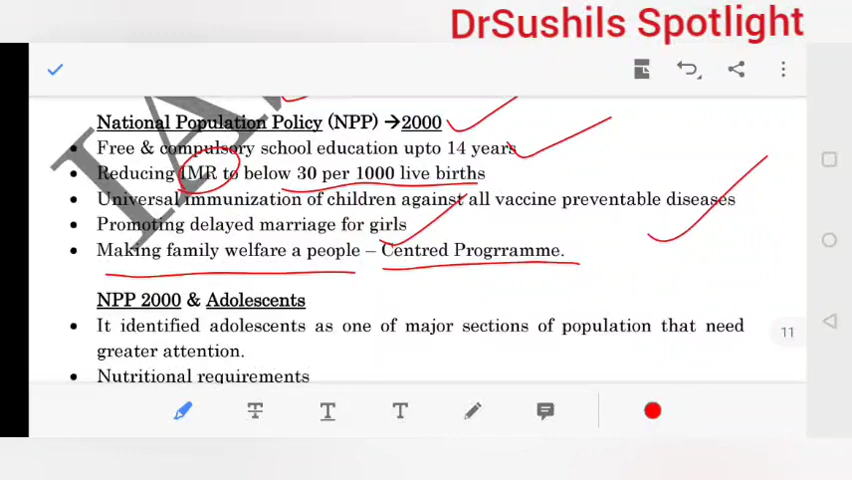 DrSushils Spotlight
National Population Policy (NPP) →2000
• Free & compulsory school education upto 14 years
• Reducing IMR to below 30 per 1000 live births
• Universal immunization of children against all vaccine preventable diseases
• Promoting delayed marriage for girls
• Making family welfare a people – Centred Progrramme.
NPP 2000 & Adolescents
• It identified adolescents as one of major sections of population that need
greater attention.
11
• Nutritional requirements
T T T